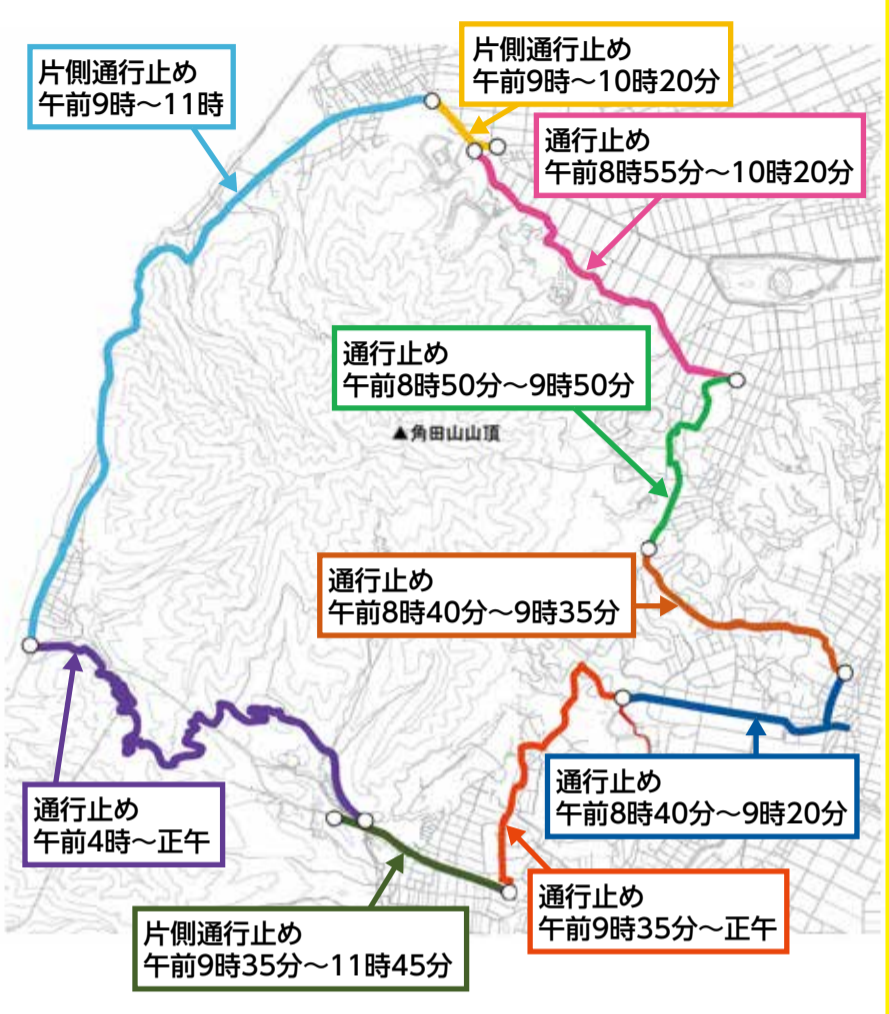 片側通行止め
午前9時～10時20分
片側通行止め
午前9時～11時
通行止め
午前8時55分～10時20分
通行止め
午前8時50分～9時50分
▲角田山山頂
通行止め
午前8時40分～9時35分
通行止め
午前8時40分～9時20分
通行止め
午前4時～正午
通行止め
午前9時35分～正午
片側通行止め
午前9時35分～11時45分